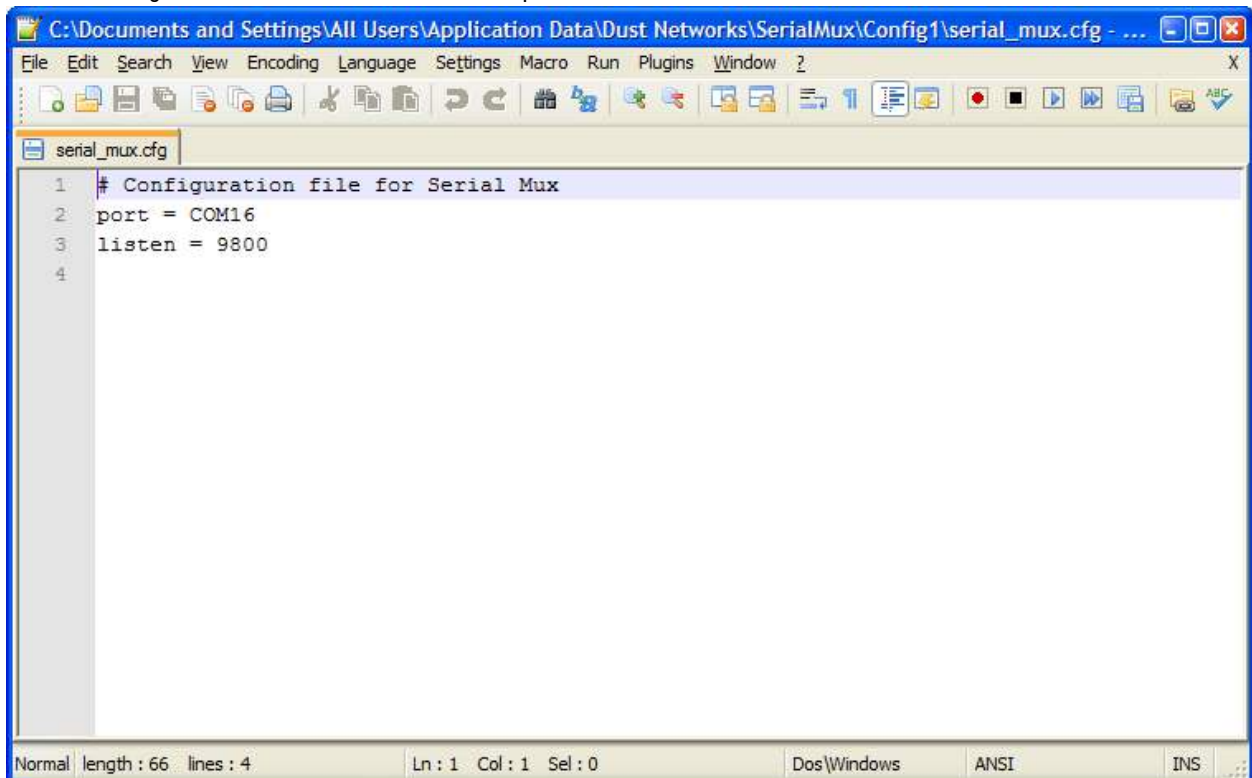 C:\Documents and Settings\All Users\Application Data\Dust Networks\SerialMux\Config1\serial_mux.cfg - ...
File Edit Search View Encoding Language Settings Macro Run Plugins Window ? X
ABC
serial_mux.cfg
1 # Configuration file for Serial Mux
2 port = COM16
3 listen = 9800
4
Normal length : 66 lines : 4 Ln : 1 Col : 1 Sel : 0 Dos\Windows ANSI INS